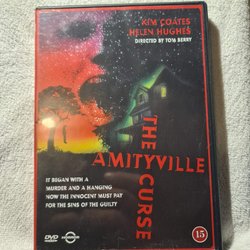 KIM COATES
HELEN HUGHES
DIRECTED BY TOM BERRY
THE
AMITYVILLE
CURSE
IT BEGAN WITH A
MURDER AND A HANGING
NOW THE INNOCENT MUST PAY
FOR THE SINS OF THE GUILTY
DVD
15